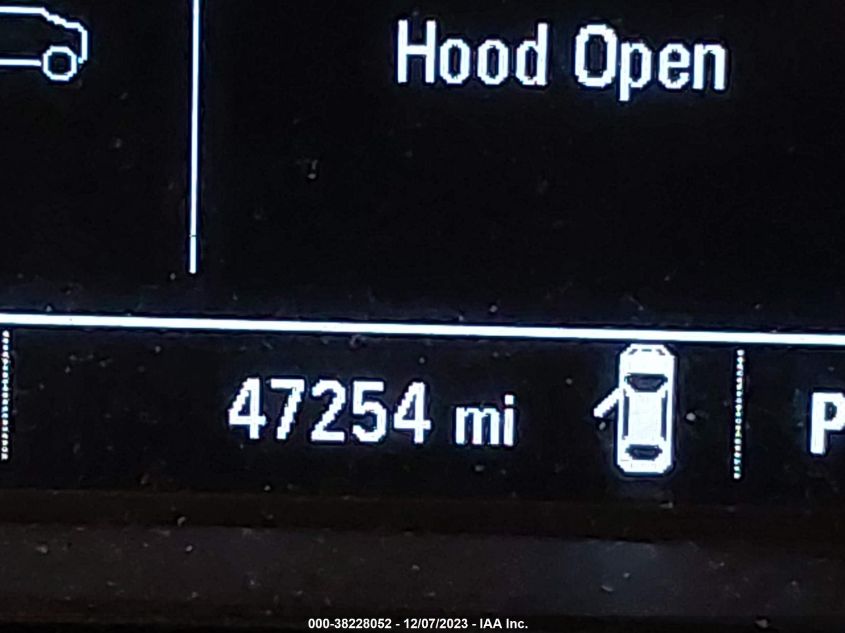 Hood Open
47254 mi
P
000-38228052 - 12/07/2023 - IAA Inc.